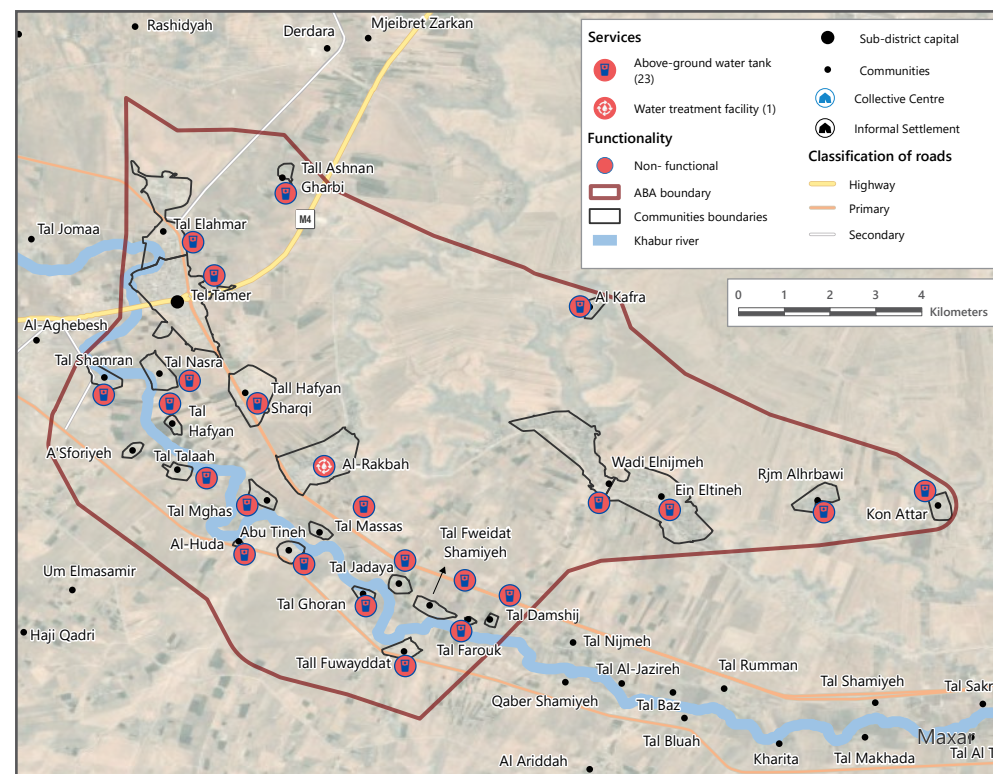 Rashidyah
Derdara
Mjeibret Zarkan
Services
Above-ground water tank
(23)
Water treatment facility (1)
Functionality
Non- functional
ABA boundary
Communities boundaries
Khabur river
Sub-district capital
Communities
Collective Centre
Informal Settlement
Classification of roads
Highway
Primary
Secondary
0 1 2 3 4
Kilometers
Tall Ashnan
Gharbi
M4
Tal Jomaa
Tal Elahmar
Tel Tamer
Al Kafra
Al-Aghebesh
Tal Shamran
Tal Nasra
Tall Hafyan
Sharqi
Tal
Hafyan
A'Sforiyeh
Tal Talaah
Al-Rakbah
Wadi Elnijmeh
Ein Eltineh
Rjm Alhrbawi
Kon Attar
Tal Mghas
Tal Massas
Al-Huda
Abu Tineh
Tal Fweidat
Shamiyeh
Tal Jadaya
Um Elmasamir
Tal Ghoran
Tal Damshij
Haji Qadri
Tal Farouk
Tal Nijmeh
Tall Fuwayddat
Tal Al-Jazireh
Tal Rumman
Qaber Shamiyeh
Tal Baz
Tal Shamiyeh
Tal Sakr
Tal Bluah
Maxar
Al Ariddah
Kharita
Tal Makhada
Tal Al T